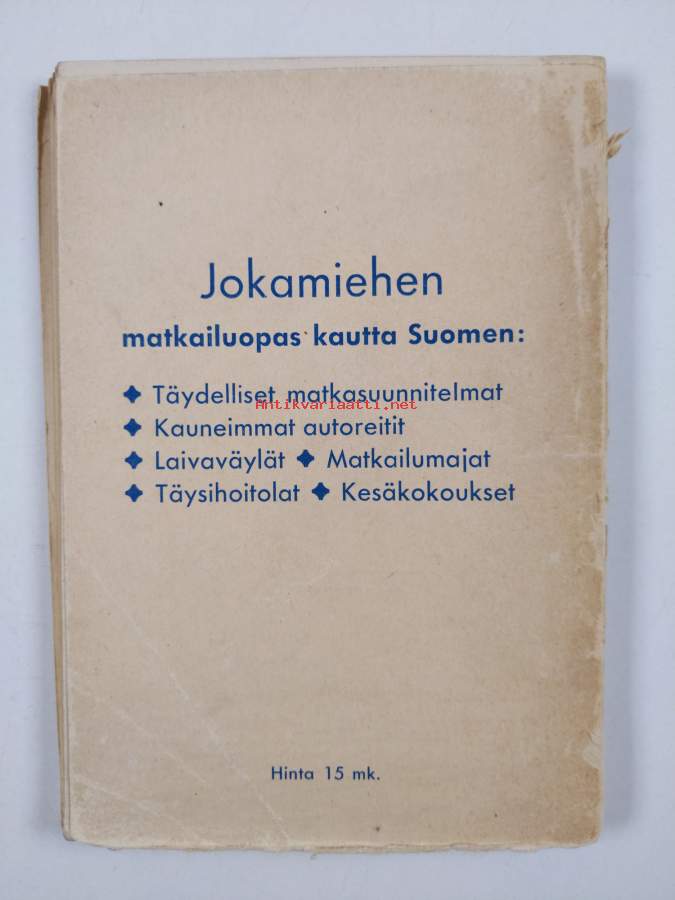 Jokamiehen
matkailuopas kautta Suomen:
✦ Täydelliset matkasuunnitelmat
Antikvariaatti.net
✦ Kauneimmat autoreitit
✦ Laivaväylät ✦ Matkailumajat
✦ Täysihoitolat ✦ Kesäkokoukset
Hinta 15 mk.